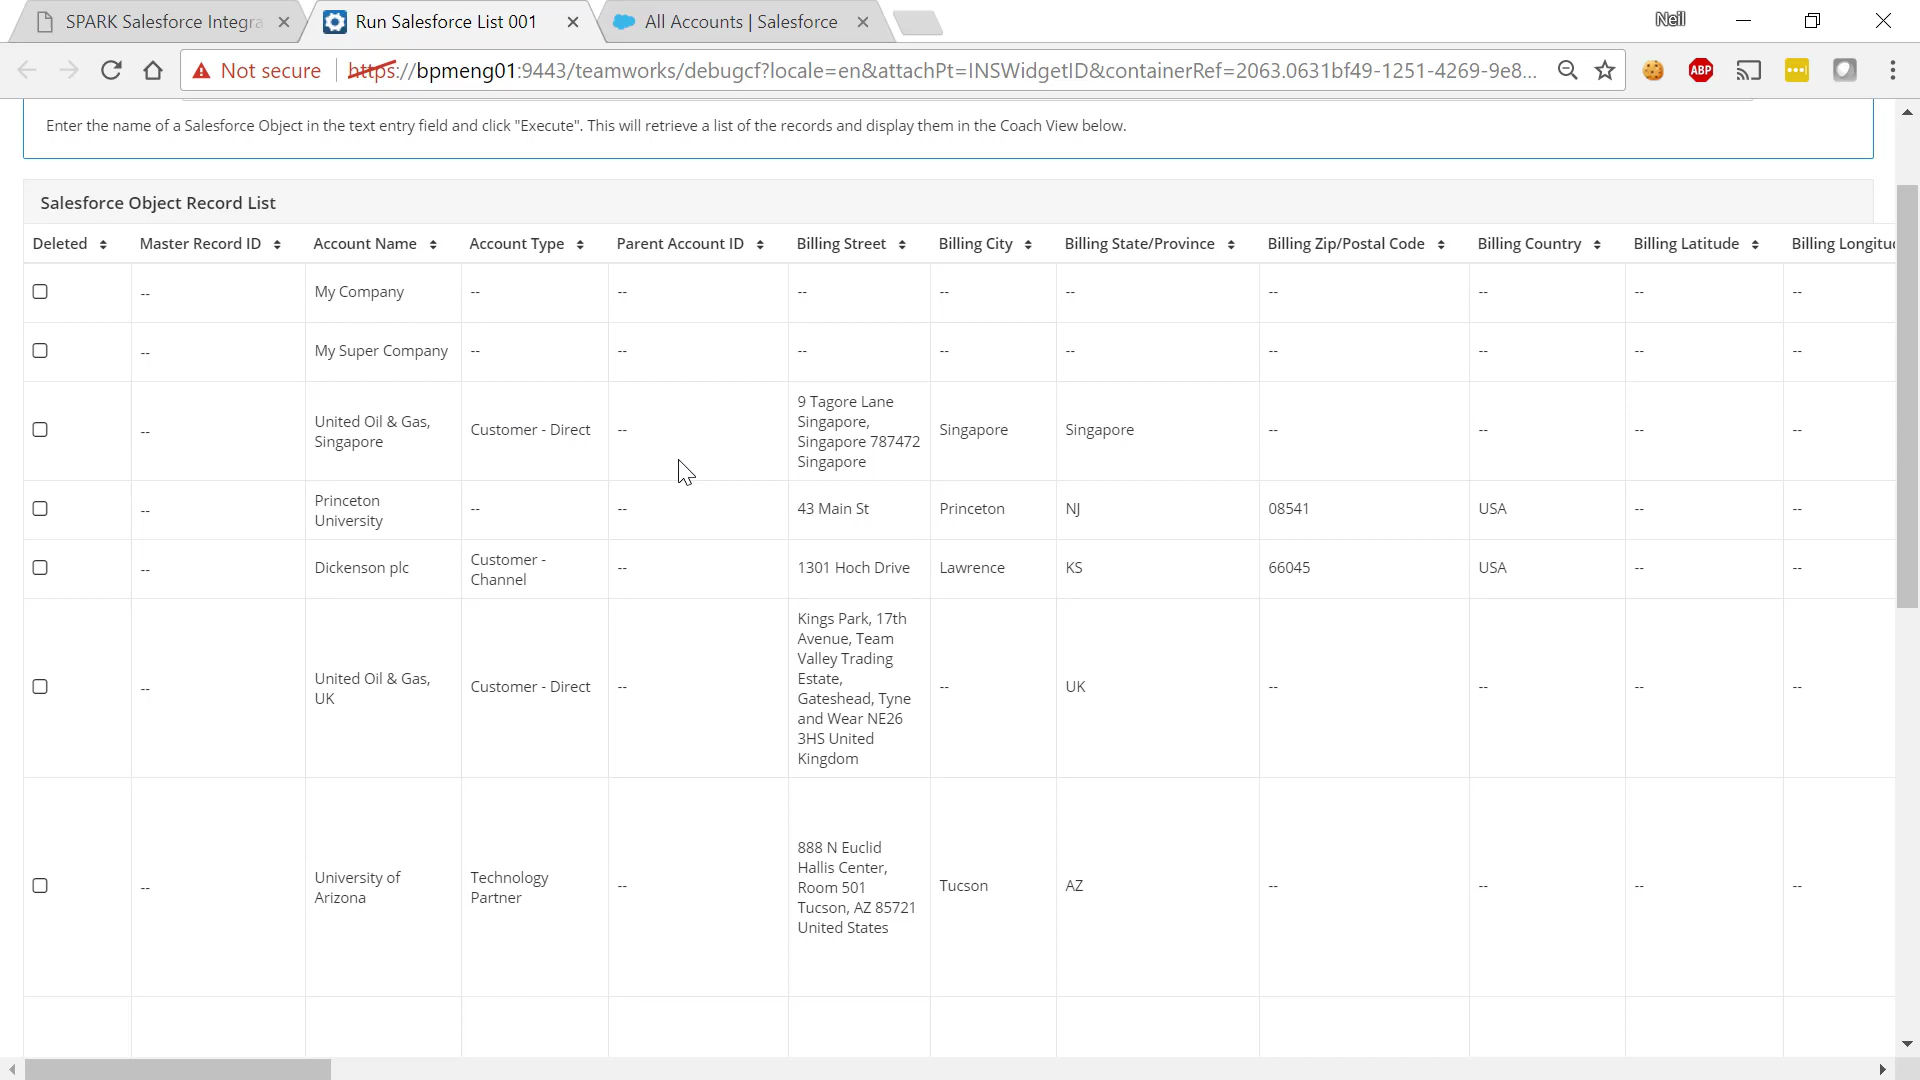 SPARK Salesforce Integra
Run Salesforce List 001
All Accounts | Salesforce
Neil
Not secure
https://bpmeng01:9443/teamworks/debugcf?locale=en&attachPt=INSWidgetID&containerRef=2063.0631bf49-1251-4269-9e8...
ABP
Enter the name of a Salesforce Object in the text entry field and click "Execute". This will retrieve a list of the records and display them in the Coach View below.
Salesforce Object Record List
Deleted Master Record ID Account Name Account Type Parent Account ID Billing Street Billing City Billing State/Province Billing Zip/Postal Code Billing Country Billing Latitude Billing Longitud
-- My Company -- -- -- -- -- -- -- -- --
-- My Super Company -- -- -- -- -- -- -- -- --
9 Tagore Lane
United Oil & Gas, Singapore,
-- Customer - Direct -- Singapore Singapore -- -- -- --
Singapore Singapore 787472
Singapore
Princeton
-- -- -- 43 Main St Princeton NJ 08541 USA -- --
University
Customer -
-- Dickenson plc -- 1301 Hoch Drive Lawrence KS 66045 USA -- --
Channel
Kings Park, 17th
Avenue, Team
Valley Trading
United Oil & Gas, Estate,
-- Customer - Direct -- -- UK -- -- -- --
UK Gateshead, Tyne
and Wear NE26
3HS United
Kingdom
888 N Euclid
Hallis Center,
University of Technology
-- -- Room 501 Tucson AZ -- -- -- --
Arizona Partner
Tucson, AZ 85721
United States